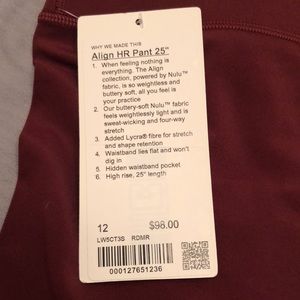 WHY WE MADE THIS
Align HR Pant 25"
1. When feeling nothing is
everything. The Align
collection, powered by Nulu™
fabric, is so weightless and
buttery soft, all you feel is
your practice
2. Our buttery-soft Nulu™ fabric
feels weightlessly light and is
sweat-wicking and four-way
stretch
3. Added Lycra® fibre for stretch
and shape retention
4. Waistband lies flat and won't
dig in
5. Hidden waistband pocket
6. High rise, 25" length
12 $98.00
LW5CT3S RDMR
000127651236